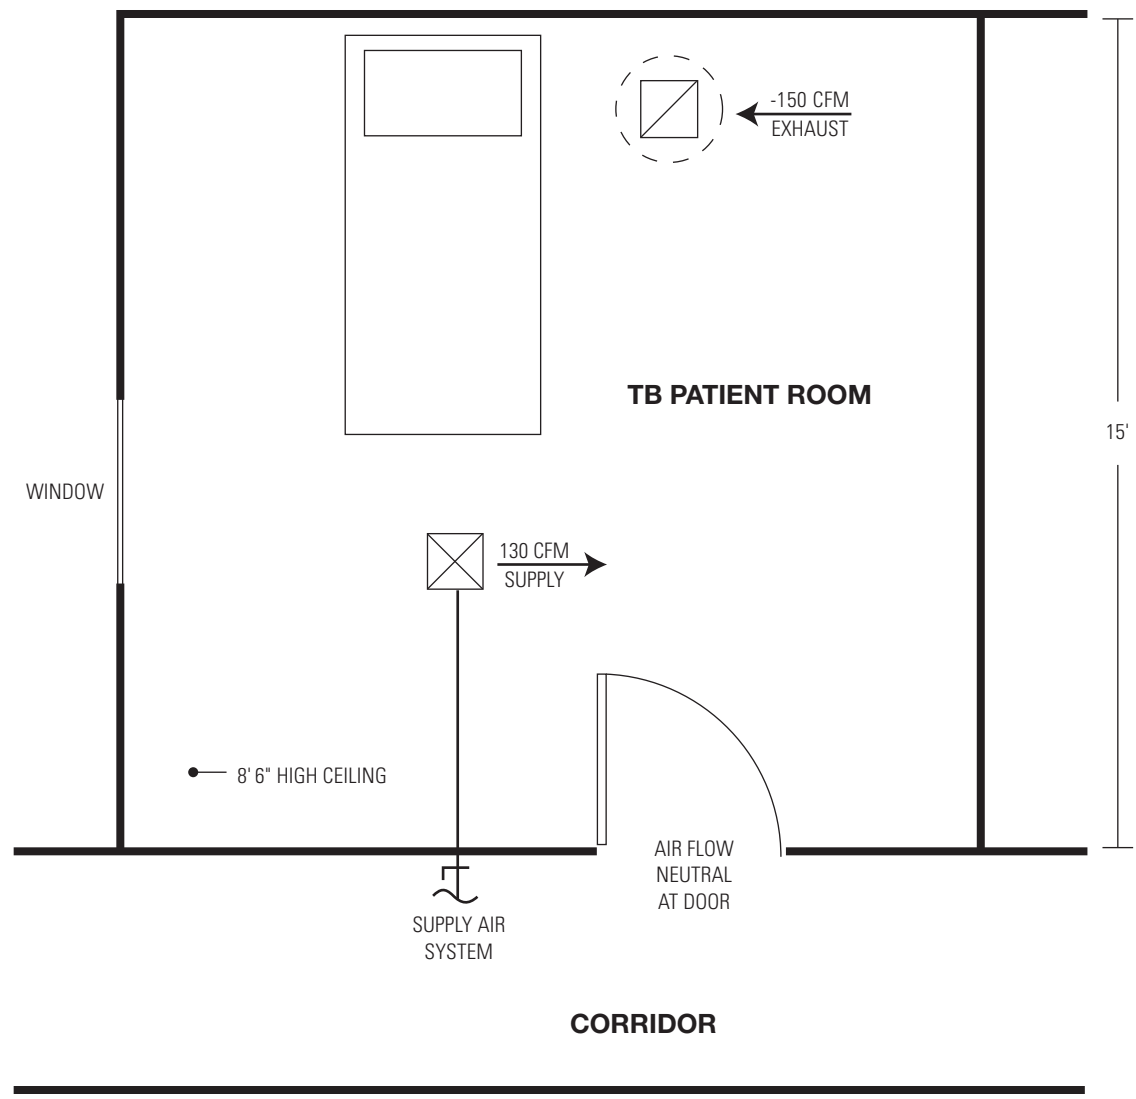 -150 CFM
EXHAUST
TB PATIENT ROOM
15'
WINDOW
130 CFM
SUPPLY
8' 6" HIGH CEILING
AIR FLOW
NEUTRAL
AT DOOR
SUPPLY AIR
SYSTEM
CORRIDOR